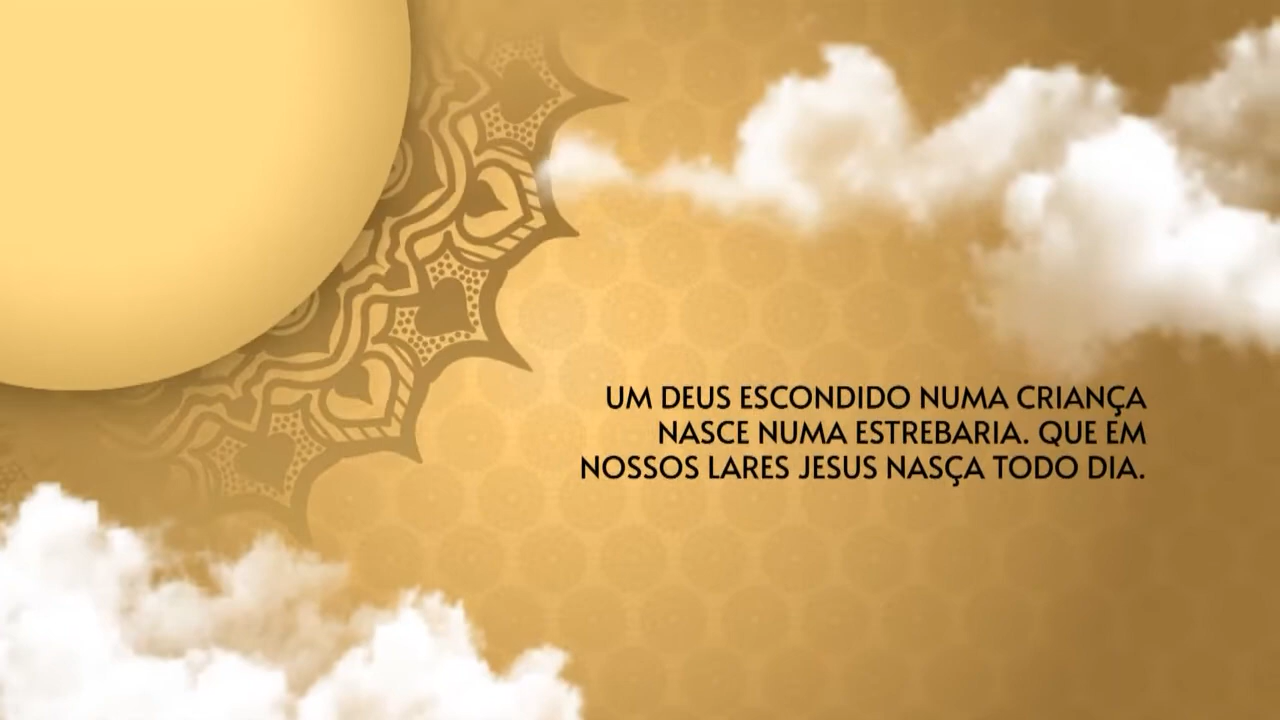 UM DEUS ESCONDIDO NUMA CRIANÇA
NASCE NUMA ESTREBARIA. QUE EM
NOSSOS LARES JESUS NASÇA TODO DIA.